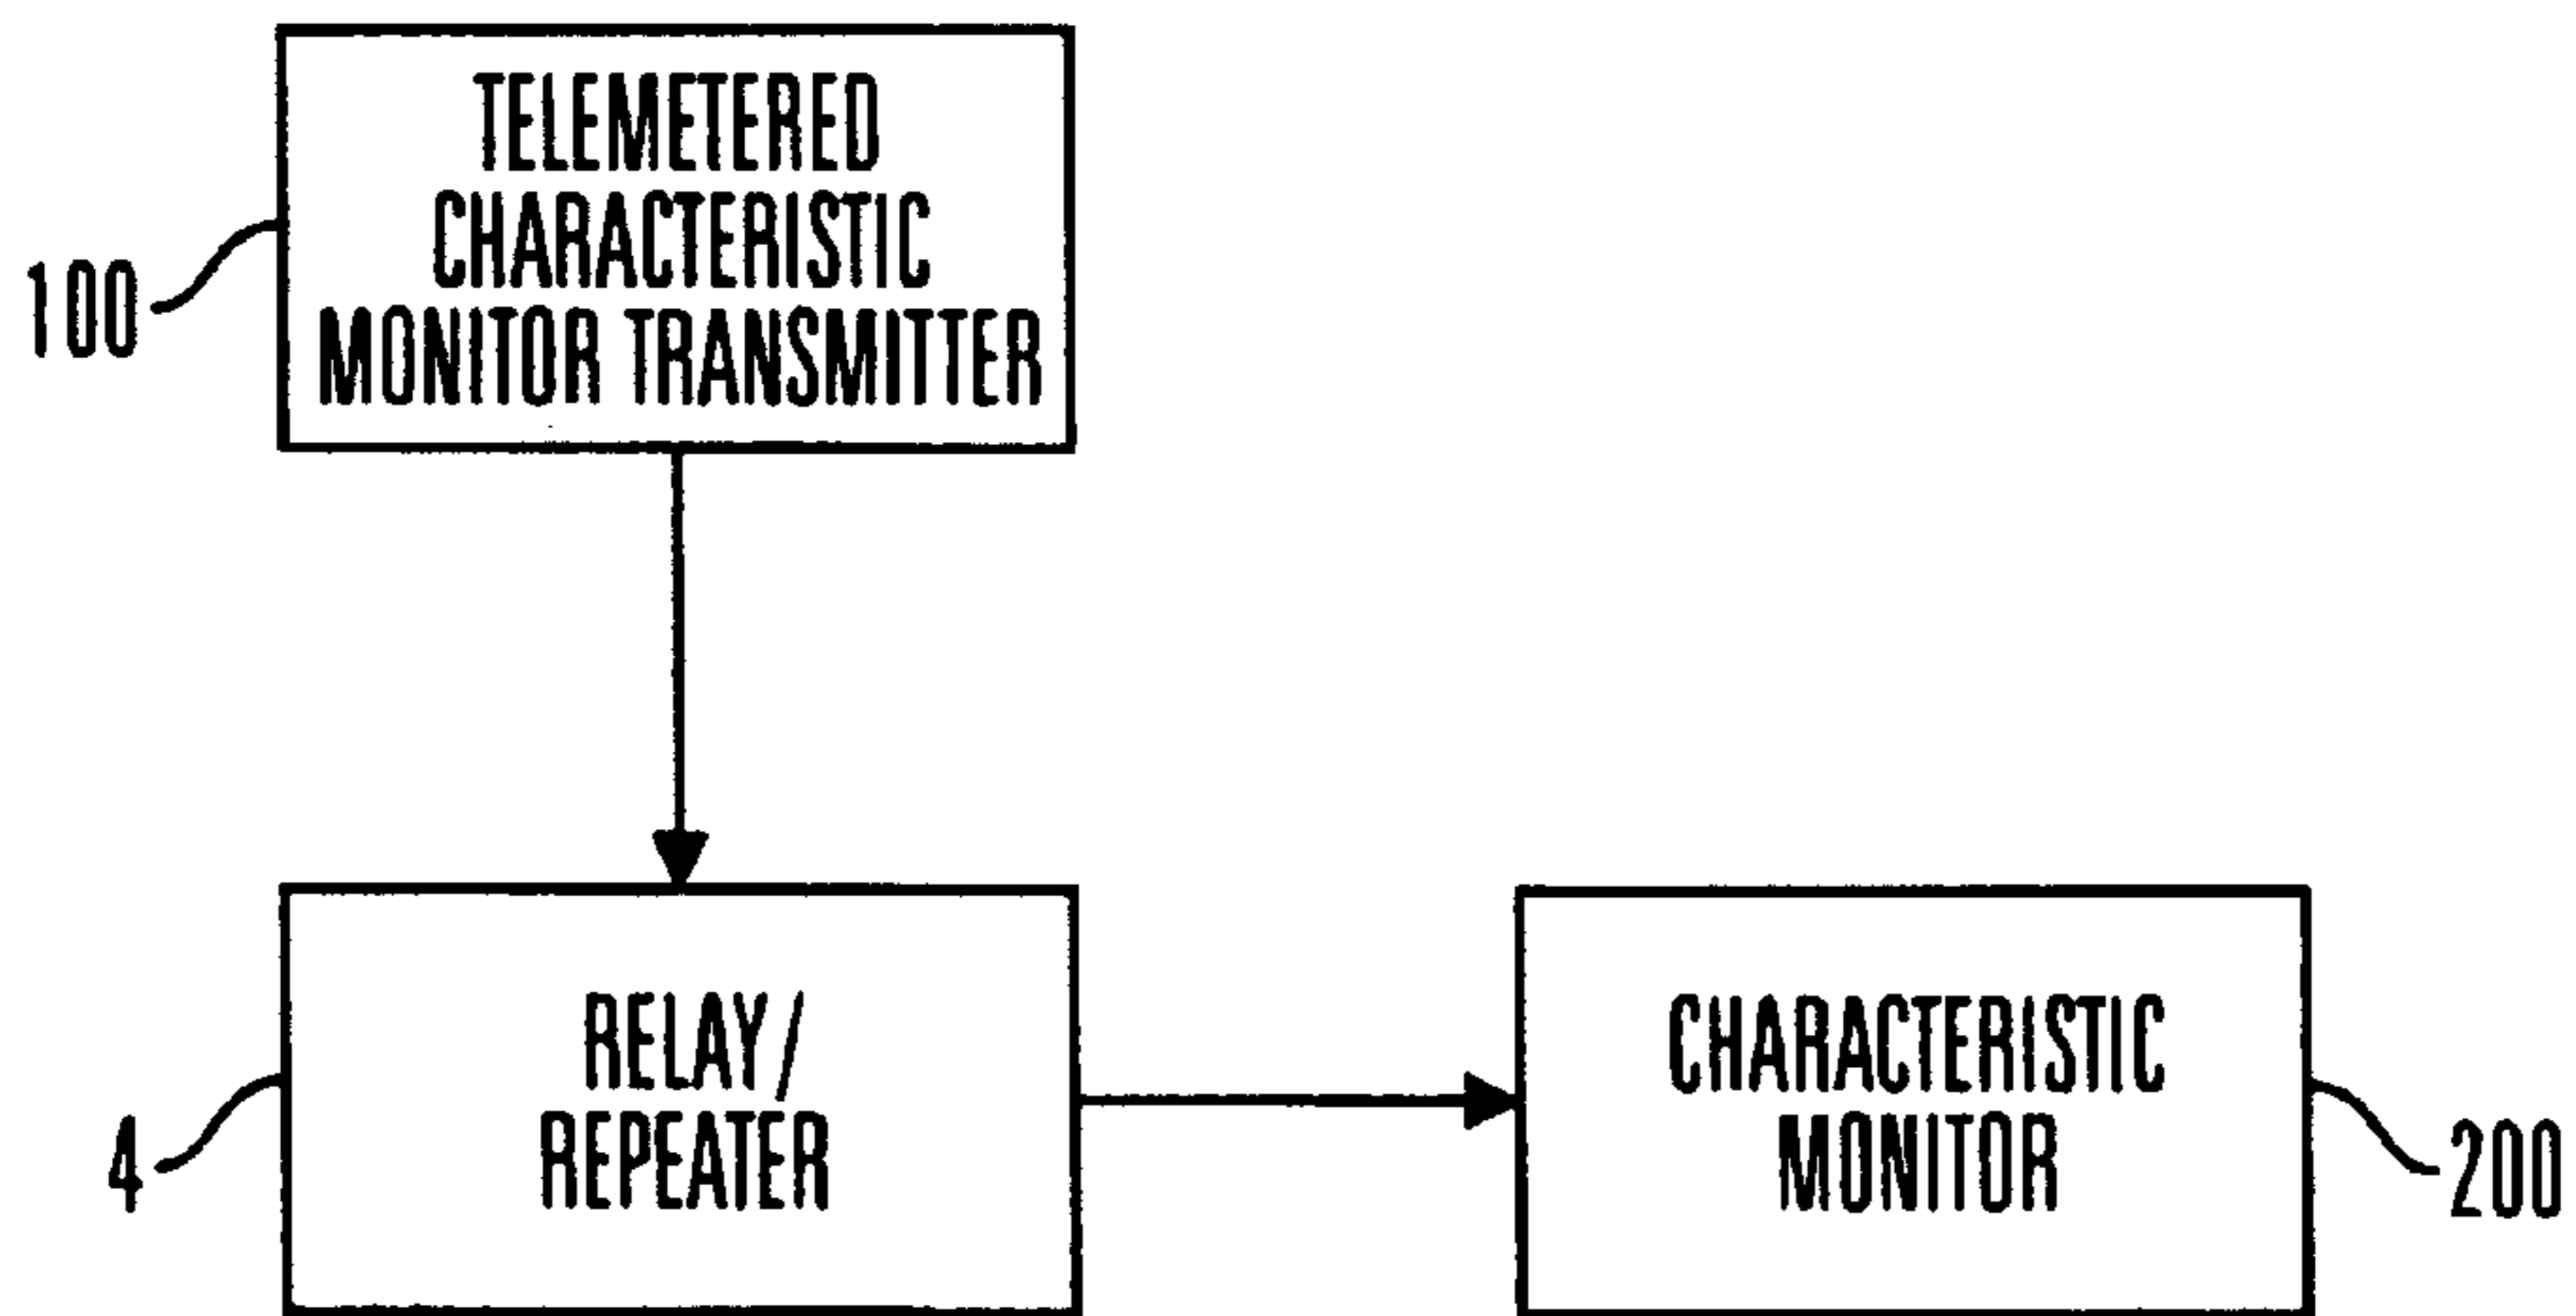 TELEMETERED
CHARACTERISTIC
MONITOR TRANSMITTER
100
RELAY/
REPEATER
4
CHARACTERISTIC
MONITOR
200